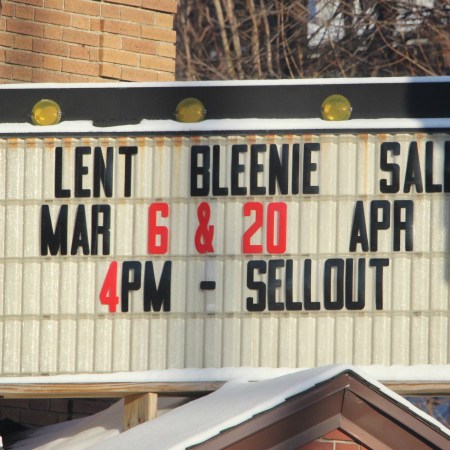 LENT BLEENIE SAL
MAR 6 & 20 APR
4PM - SELLOUT